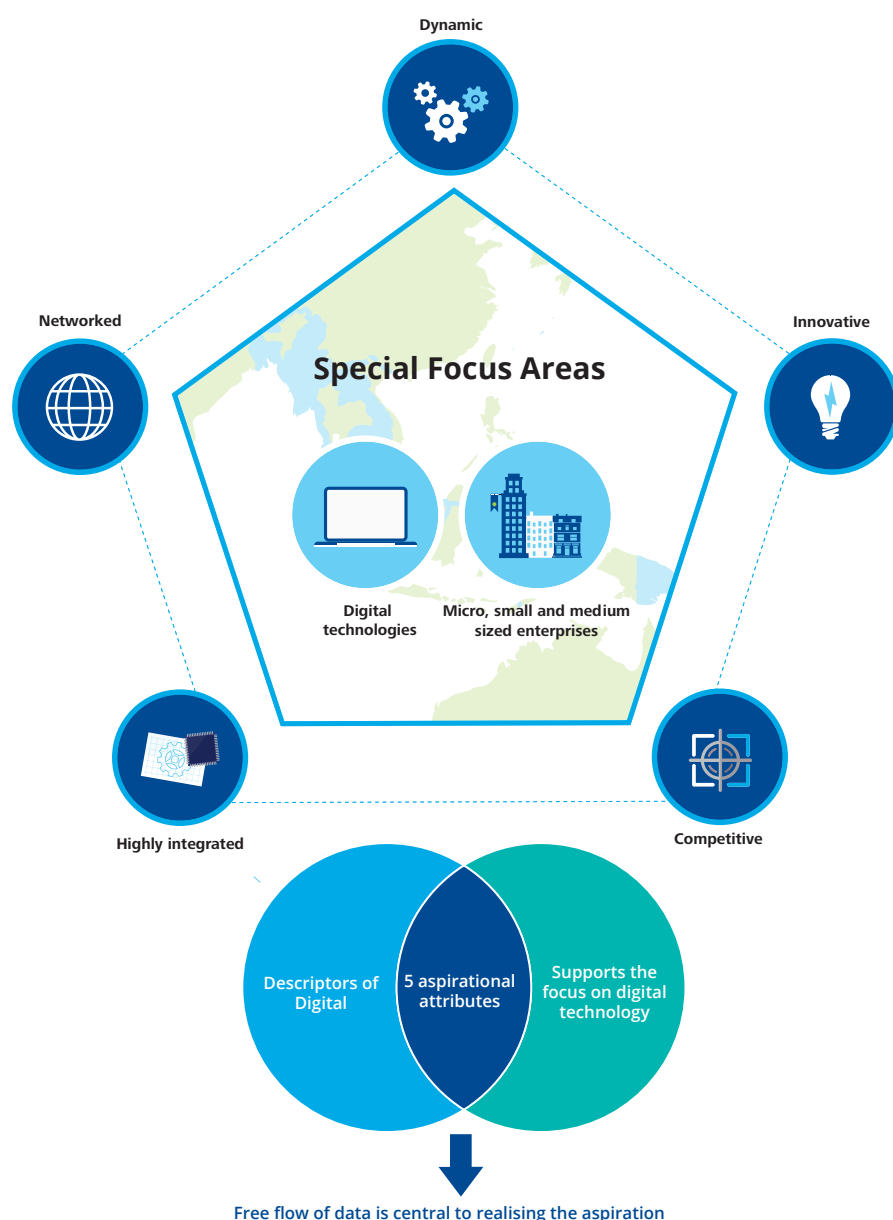 Dynamic
Networked
Innovative
Special Focus Areas
Digital
technologies
Micro, small and medium
sized enterprises
Highly integrated
Competitive
Descriptors of
Digital
5 aspirational
attributes
Supports the
focus on digital
technology
Free flow of data is central to realising the aspiration